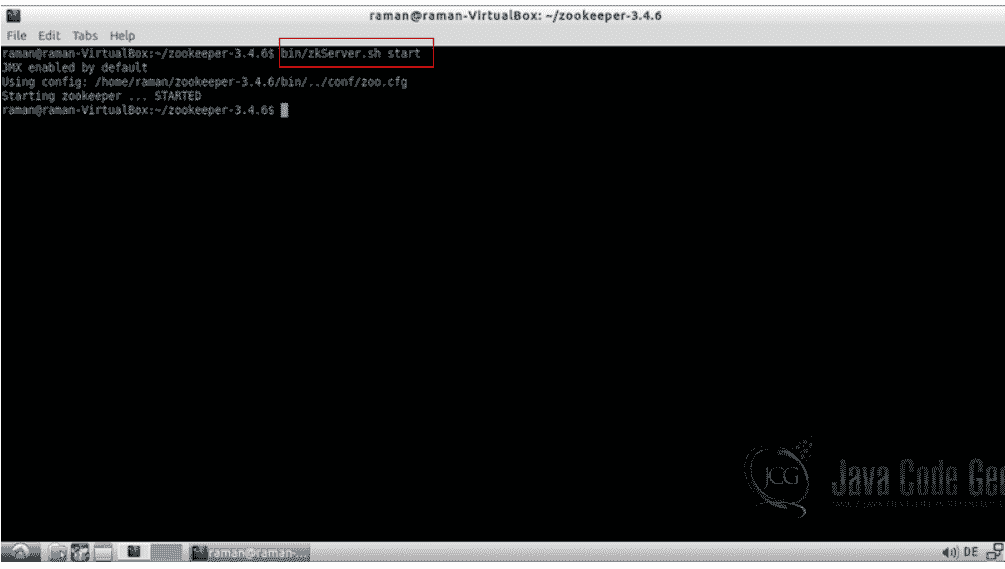 raman@raman-VirtualBox: ~/zookeeper-3.4.6
File Edit Tabs Help
raman@raman-VirtualBox:~/zookeeper-3.4.6$ bin/zkServer.sh start
JMX enabled by default
Using config: /home/raman/zookeeper-3.4.6/bin/../conf/zoo.cfg
Starting zookeeper ... STARTED
raman@raman-VirtualBox:~/zookeeper-3.4.6$
JCG
Java Code Gee
raman@raman-...
DE